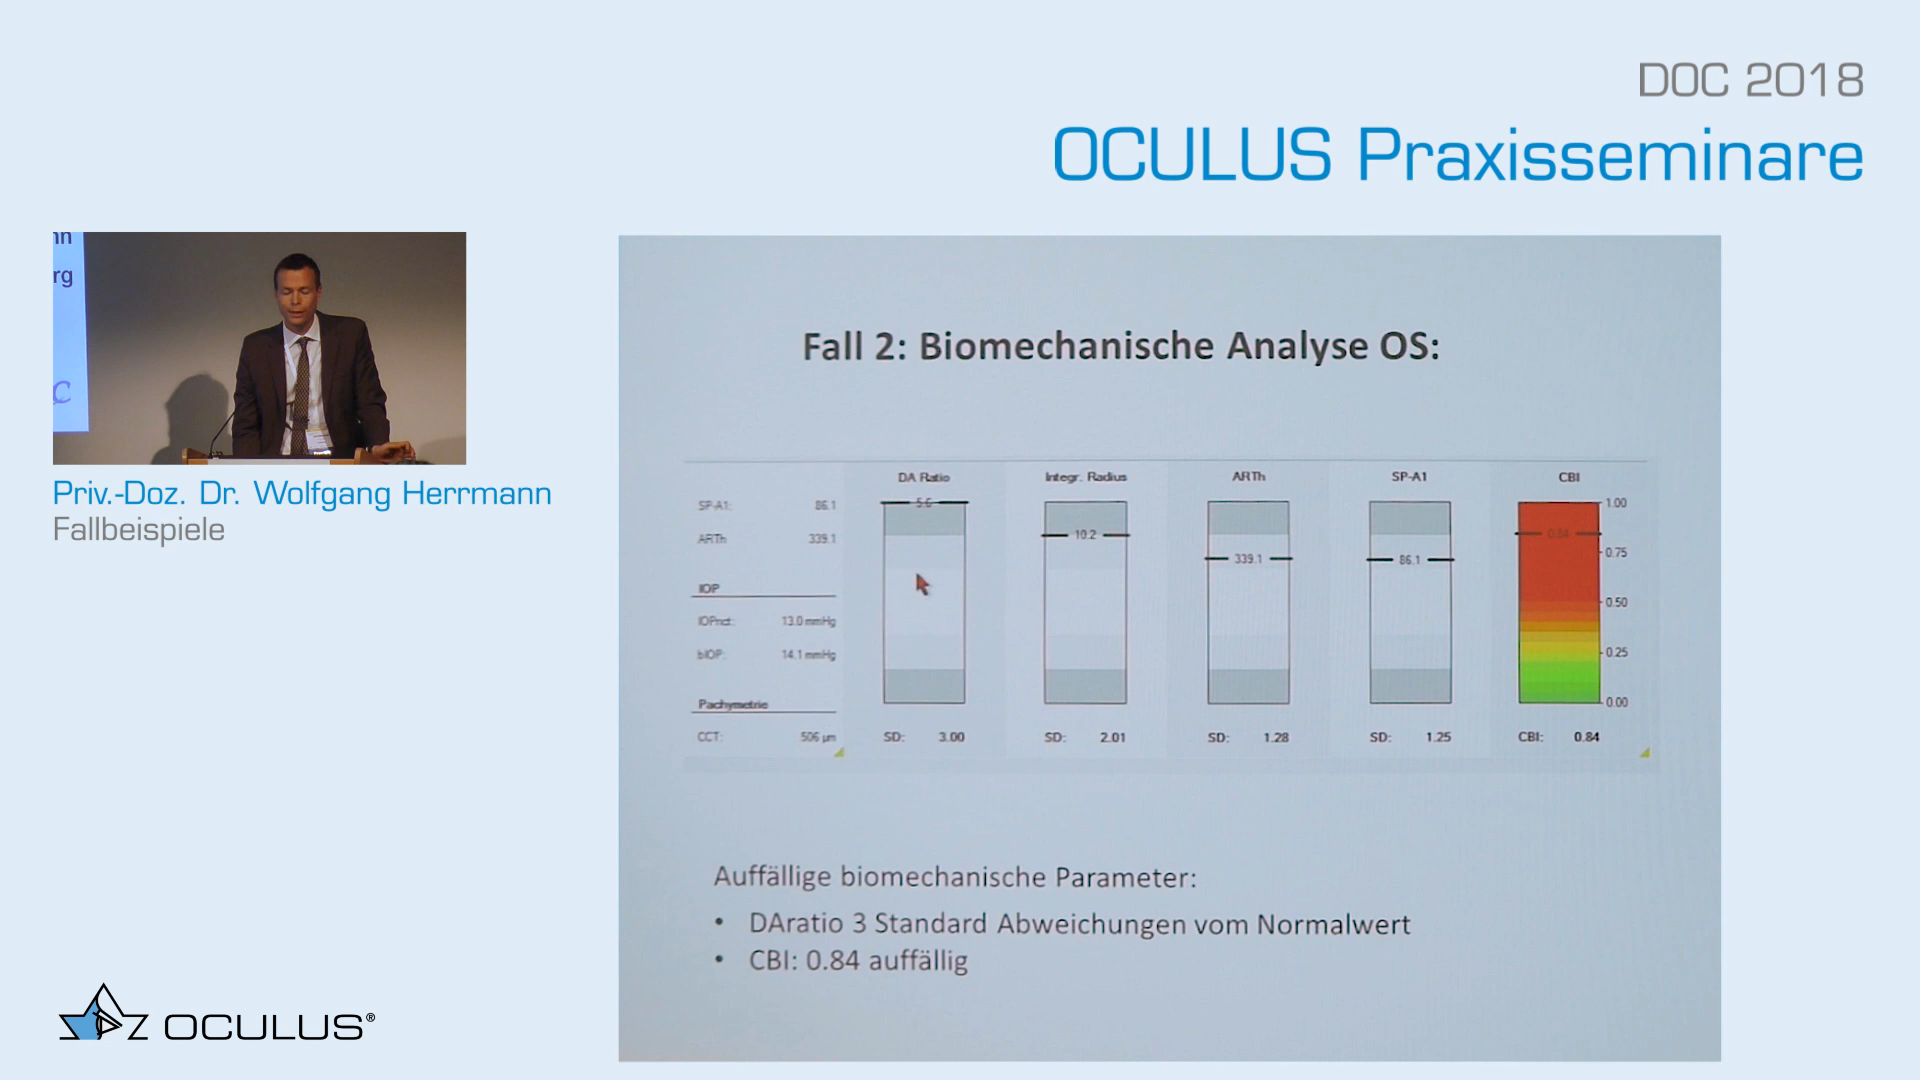 DOC 2018
OCULUS Praxisseminare
nn
rg
C
Priv.-Doz. Dr. Wolfgang Herrmann
Fallbeispiele
Fall 2: Biomechanische Analyse OS:
DA Ratio Integr. Radius ARTh SP-A1 CBI
SP-A1: 86.1
ARTh 339.1
IOP
IOPnct: 13.0 mmHg
bIOP: 14.1 mmHg
Pachymetrie
CCT: 506 µm
5.6
10.2
339.1
86.1
0.84
1.00
0.75
0.50
0.25
0.00
SD: 3.00 SD: 2.01 SD: 1.28 SD: 1.25 CBI: 0.84
Auffällige biomechanische Parameter:
• DAratio 3 Standard Abweichungen vom Normalwert
• CBI: 0.84 auffällig
OCULUS®